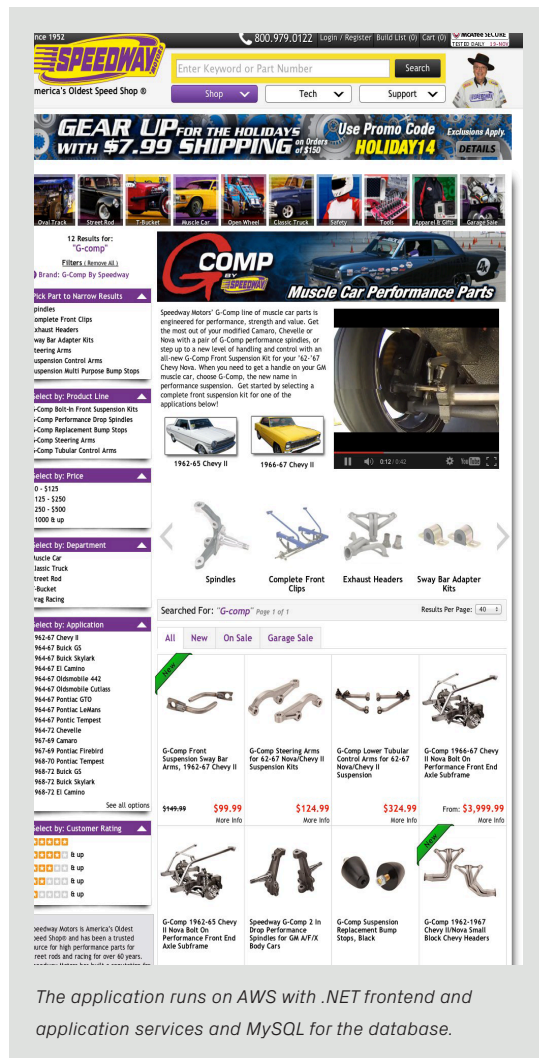 nce 1952
800.979.0122 Login / Register Build List (0) Cart (0)
McAfee SECURE
TESTED DAILY 13-NOV
SPEEDWAY
MOTORS
merica's Oldest Speed Shop ®
Enter Keyword or Part Number
Search
Shop
Tech
Support
GEAR UP FOR THE HOLIDAYS
WITH $7.99 SHIPPING on Orders of $150
Use Promo Code
HOLIDAY14
Exclusions Apply.
DETAILS
Oval Track
Street Rod
T-Bucket
Muscle Car
Open Wheel
Classic Truck
Safety
Tools
Apparel & Gifts
Garage Sale
12 Results for:
"G-comp"
Filters ( Remove All )
Brand: G-Comp By Speedway
Pick Part to Narrow Results
pindles
omplete Front Clips
xhaust Headers
way Bar Adapter Kits
teering Arms
uspension Control Arms
uspension Multi Purpose Bump Stops
Select by: Product Line
-Comp Bolt-in Front Suspension Kits
-Comp Performance Drop Spindles
-Comp Replacement Bump Stops
-Comp Steering Arms
-Comp Tubular Control Arms
Select by: Price
0 - $125
125 - $250
250 - $500
1000 & up
Select by: Department
uscle Car
lassic Truck
treet Rod
-Bucket
rag Racing
Select by: Application
962-67 Chevy II
964-67 Buick GS
964-67 Buick Skylark
964-67 El Camino
964-67 Oldsmobile 442
964-67 Oldsmobile Cutlass
964-67 Pontiac GTO
964-67 Pontiac LeMans
964-67 Pontic Tempest
964-72 Chevelle
967-69 Camaro
967-69 Pontiac Firebird
968-70 Pontiac Tempest
968-72 Buick GS
968-72 Buick Skylark
968-72 El Camino
See all options
Select by: Customer Rating
& up
& up
& up
& up
peedway Motors is America's Oldest
peed Shop® and has been a trusted
urce for high performance parts for
reet rods and racing for over 60 years.
G COMP
BY SPEEDWAY
Muscle Car Performance Parts
Speedway Motors' G-Comp line of muscle car parts is
engineered for performance, strength and value. Get
the most out of your modified Camaro, Chevelle or
Nova with a pair of G-Comp performance spindles, or
step up to a new level of handling and control with an
all-new G-Comp Front Suspension Kit for your '62-'67
Chevy Nova. When you need to get a handle on your GM
muscle car, choose G-Comp, the new name in
performance suspension. Get started by selecting a
complete front suspension kit for one of the
applications below!
1962-65 Chevy II
1966-67 Chevy II
0:12 / 0:42
YouTube
Spindles
Complete Front
Clips
Exhaust Headers
Sway Bar Adapter
Kits
Searched For: "G-comp" Page 1 of 1
Results Per Page: 40
All
New
On Sale
Garage Sale
New
G-Comp Front
Suspension Sway Bar
Arms, 1962-67 Chevy II
$149.99 $99.99
More Info
G-Comp Steering Arms
for 62-67 Nova/Chevy II
Suspension Kits
$124.99
More Info
G-Comp Lower Tubular
Control Arms for 62-67
Nova/Chevy II
Suspension
$324.99
More Info
G-Comp 1966-67 Chevy
II Nova Bolt On
Performance Front End
Axle Subframe
From: $3,999.99
More Info
G-Comp 1962-65 Chevy
II Nova Bolt On
Performance Front End
Axle Subframe
Speedway G-Comp 2 In
Drop Performance
Spindles for GM A/F/X
Body Cars
G-Comp Suspension
Replacement Bump
Stops, Black
New
G-Comp 1962-1967
Chevy II/Nova Small
Block Chevy Headers
The application runs on AWS with .NET frontend and
application services and MySQL for the database.